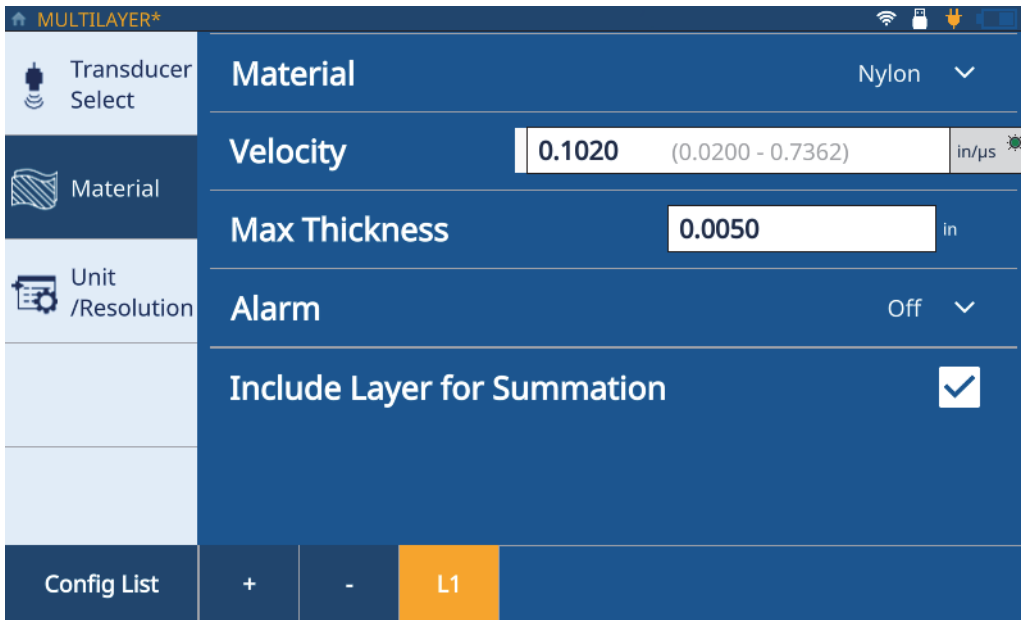 MULTILAYER*
Transducer
Select
Material
Unit
/Resolution
Material Nylon
Velocity 0.1020 (0.0200 - 0.7362) in/µs
Max Thickness 0.0050 in
Alarm Off
Include Layer for Summation
Config List + - L1